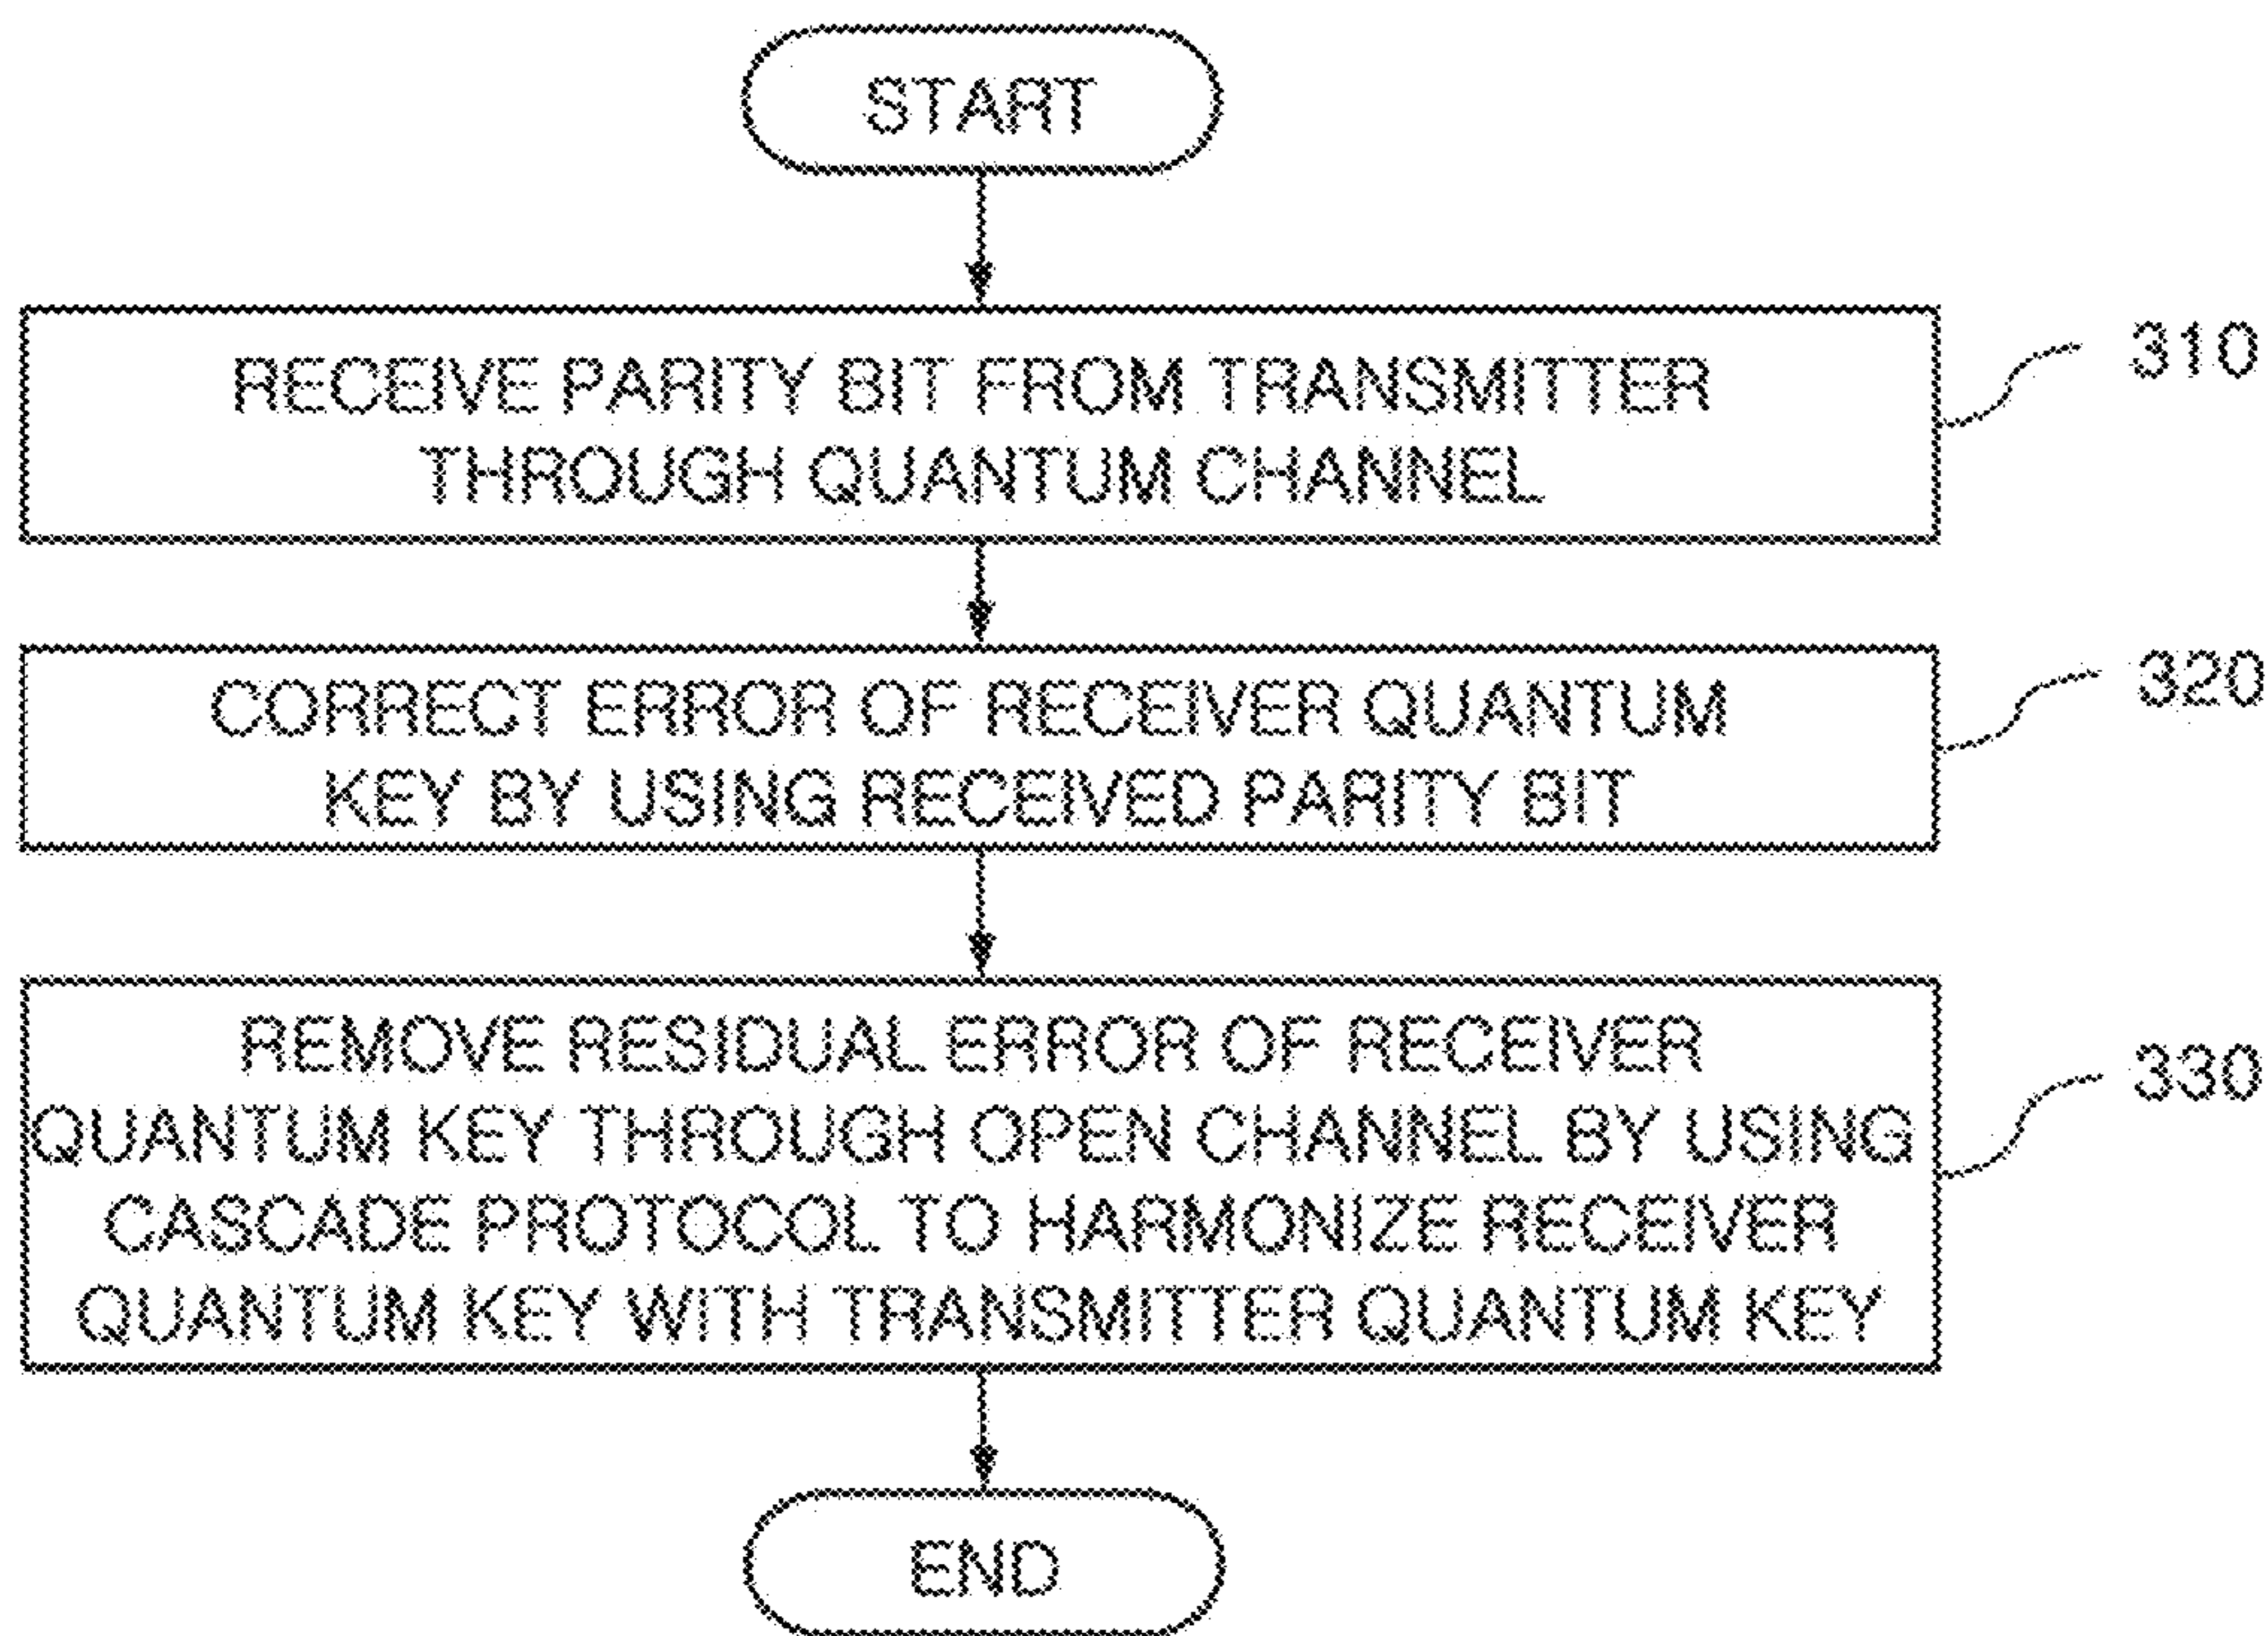 START
RECEIVE PARITY BIT FROM TRANSMITTER
THROUGH QUANTUM CHANNEL
310
CORRECT ERROR OF RECEIVER QUANTUM
KEY BY USING RECEIVED PARITY BIT
320
REMOVE RESIDUAL ERROR OF RECEIVER
QUANTUM KEY THROUGH OPEN CHANNEL BY USING
CASCADE PROTOCOL TO HARMONIZE RECEIVER
QUANTUM KEY WITH TRANSMITTER QUANTUM KEY
330
END